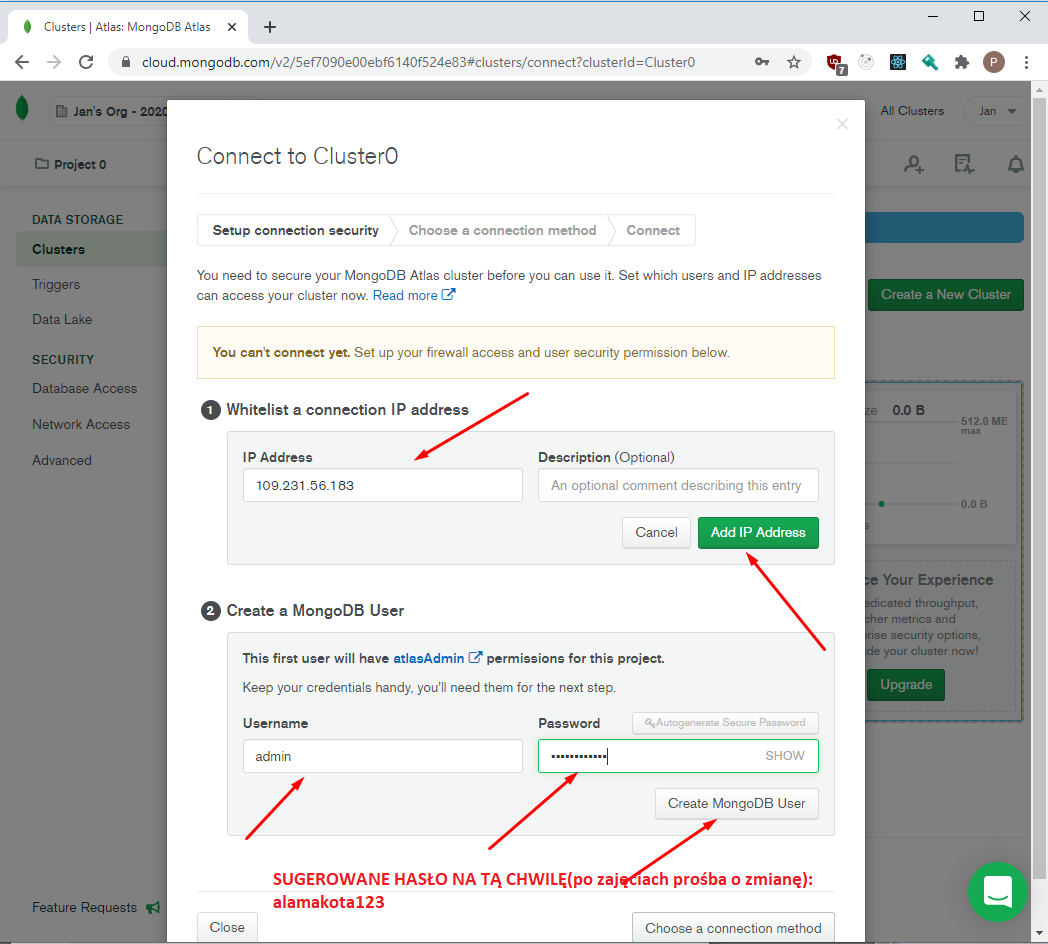 Clusters | Atlas: MongoDB Atlas
cloud.mongodb.com/v2/5ef7090e00ebf6140f524e83#clusters/connect?clusterId=Cluster0
7
P
Jan's Org - 2020
All Clusters
Jan
Project 0
DATA STORAGE
Clusters
Triggers
Data Lake
SECURITY
Database Access
Network Access
Advanced
Feature Requests
Connect to Cluster0
Setup connection security
Choose a connection method
Connect
You need to secure your MongoDB Atlas cluster before you can use it. Set which users and IP addresses
can access your cluster now. Read more
You can't connect yet. Set up your firewall access and user security permission below.
1 Whitelist a connection IP address
IP Address
Description (Optional)
109.231.56.183
An optional comment describing this entry
Cancel
Add IP Address
2 Create a MongoDB User
This first user will have atlasAdmin permissions for this project.
Keep your credentials handy, you'll need them for the next step.
Username
Password
Autogenerate Secure Password
admin
SHOW
Create MongoDB User
SUGEROWANE HASŁO NA TĄ CHWILĘ(po zajęciach prośba o zmianę):
alamakota123
Close
Choose a connection method
Create a New Cluster
ze 0.0 B
512.0 MB
max
0.0 B
s
ce Your Experience
edicated throughput,
cher metrics and
rise security options,
de your cluster now!
Upgrade